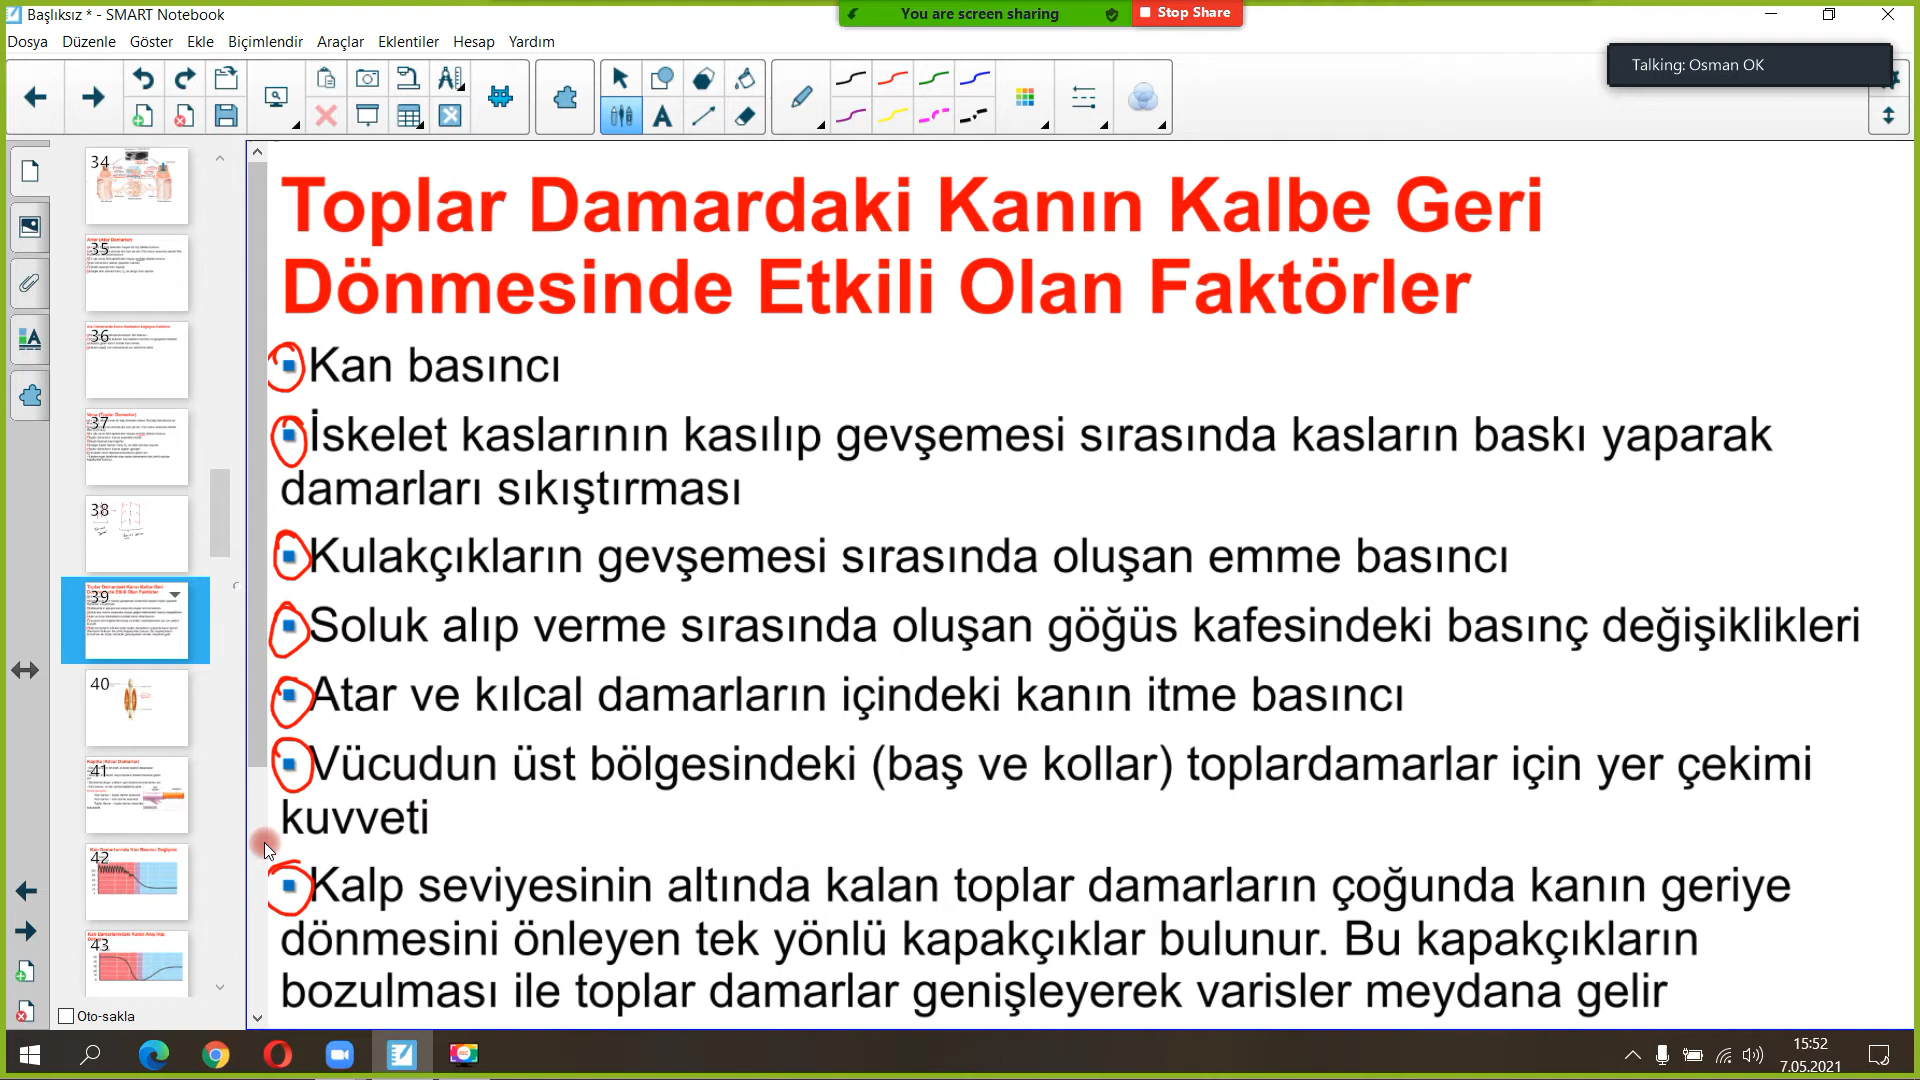 Başlıksız * - SMART Notebook
You are screen sharing
Stop Share
Dosya Düzenle Göster Ekle Biçimlendir Araçlar Eklentiler Hesap Yardım
Talking: Osman OK
Toplar Damardaki Kanın Kalbe Geri
Dönmesinde Etkili Olan Faktörler
Kan basıncı
İskelet kaslarının kasılıp gevşemesi sırasında kasların baskı yaparak
damarları sıkıştırması
Kulakçıkların gevşemesi sırasında oluşan emme basıncı
Soluk alıp verme sırasında oluşan göğüs kafesindeki basınç değişiklikleri
Atar ve kılcal damarların içindeki kanın itme basıncı
Vücudun üst bölgesindeki (baş ve kollar) toplardamarlar için yer çekimi
kuvveti
Kalp seviyesinin altında kalan toplar damarların çoğunda kanın geriye
dönmesini önleyen tek yönlü kapakçıklar bulunur. Bu kapakçıkların
bozulması ile toplar damarlar genişleyerek varisler meydana gelir
34
35
36
37
38
39
40
41
42
43
Oto-sakla
15:52
7.05.2021